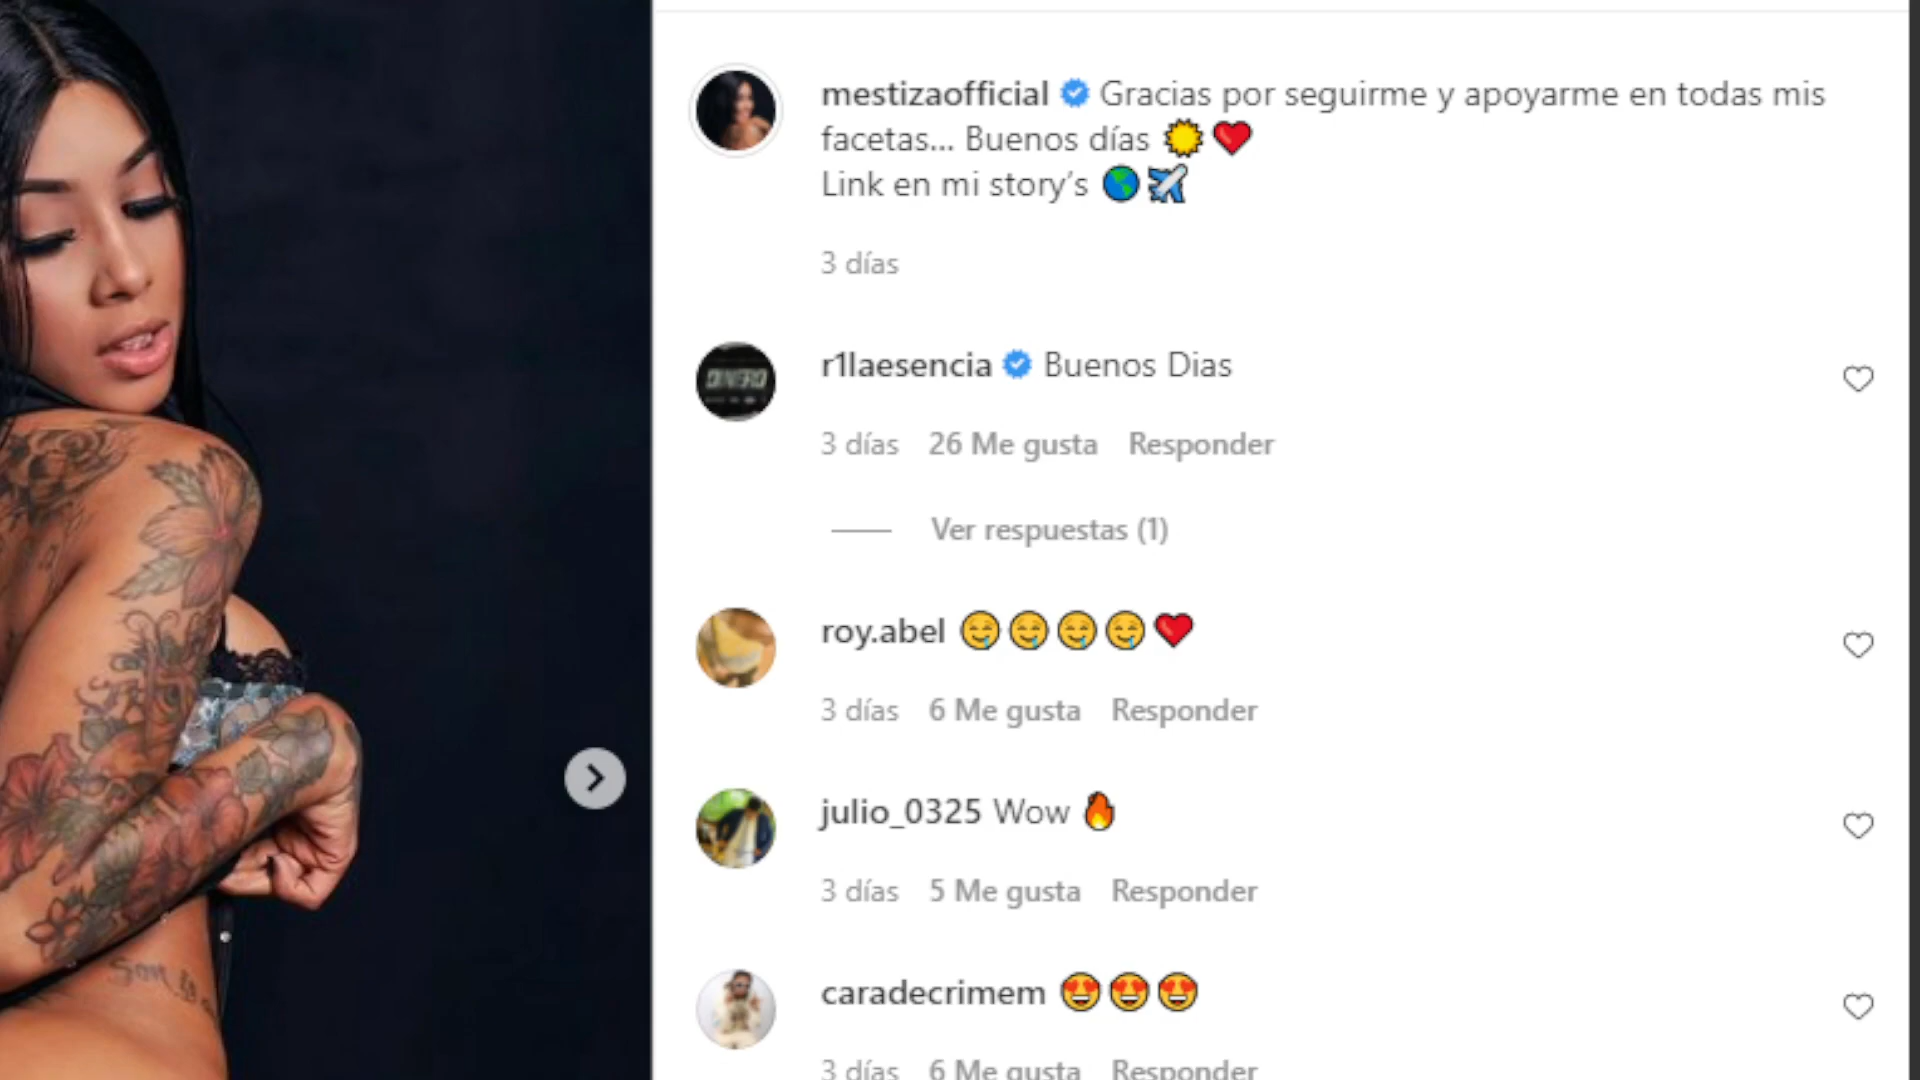 mestizaofficial Gracias por seguirme y apoyarme en todas mis
facetas... Buenos días ☀️❤️
Link en mi story's 🌎✈️
3 días
r1laesencia Buenos Dias
3 días 26 Me gusta Responder
Ver respuestas (1)
roy.abel 🤤🤤🤤🤤❤️
3 días 6 Me gusta Responder
julio_0325 Wow 🔥
3 días 5 Me gusta Responder
caradecrimem 😍😍😍
3 días 6 Me gusta Responder